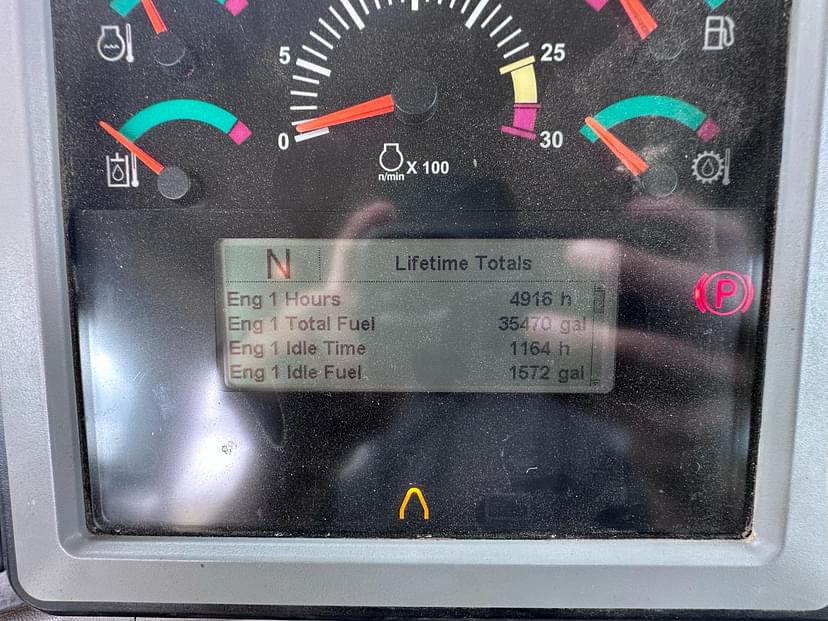 5
25
0
30
n/min X 100
N
Lifetime Totals
Eng 1 Hours 4916 h
Eng 1 Total Fuel 35470 gal
Eng 1 Idle Time 1164 h
Eng 1 Idle Fuel 1572 gal
P